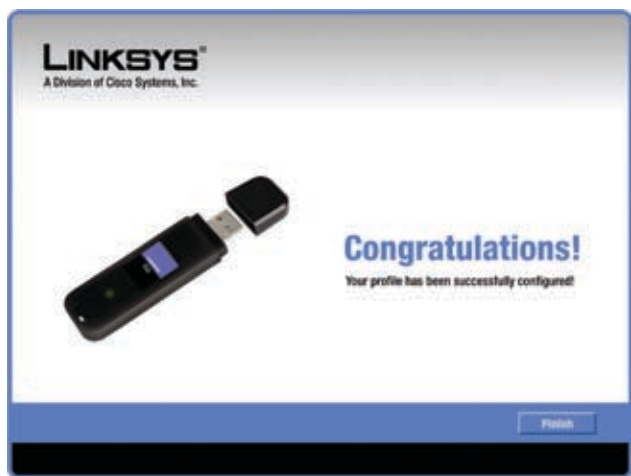 LINKSYS®
A Division of Cisco Systems, Inc.
Congratulations!
Your profile has been successfully configured!
Finish